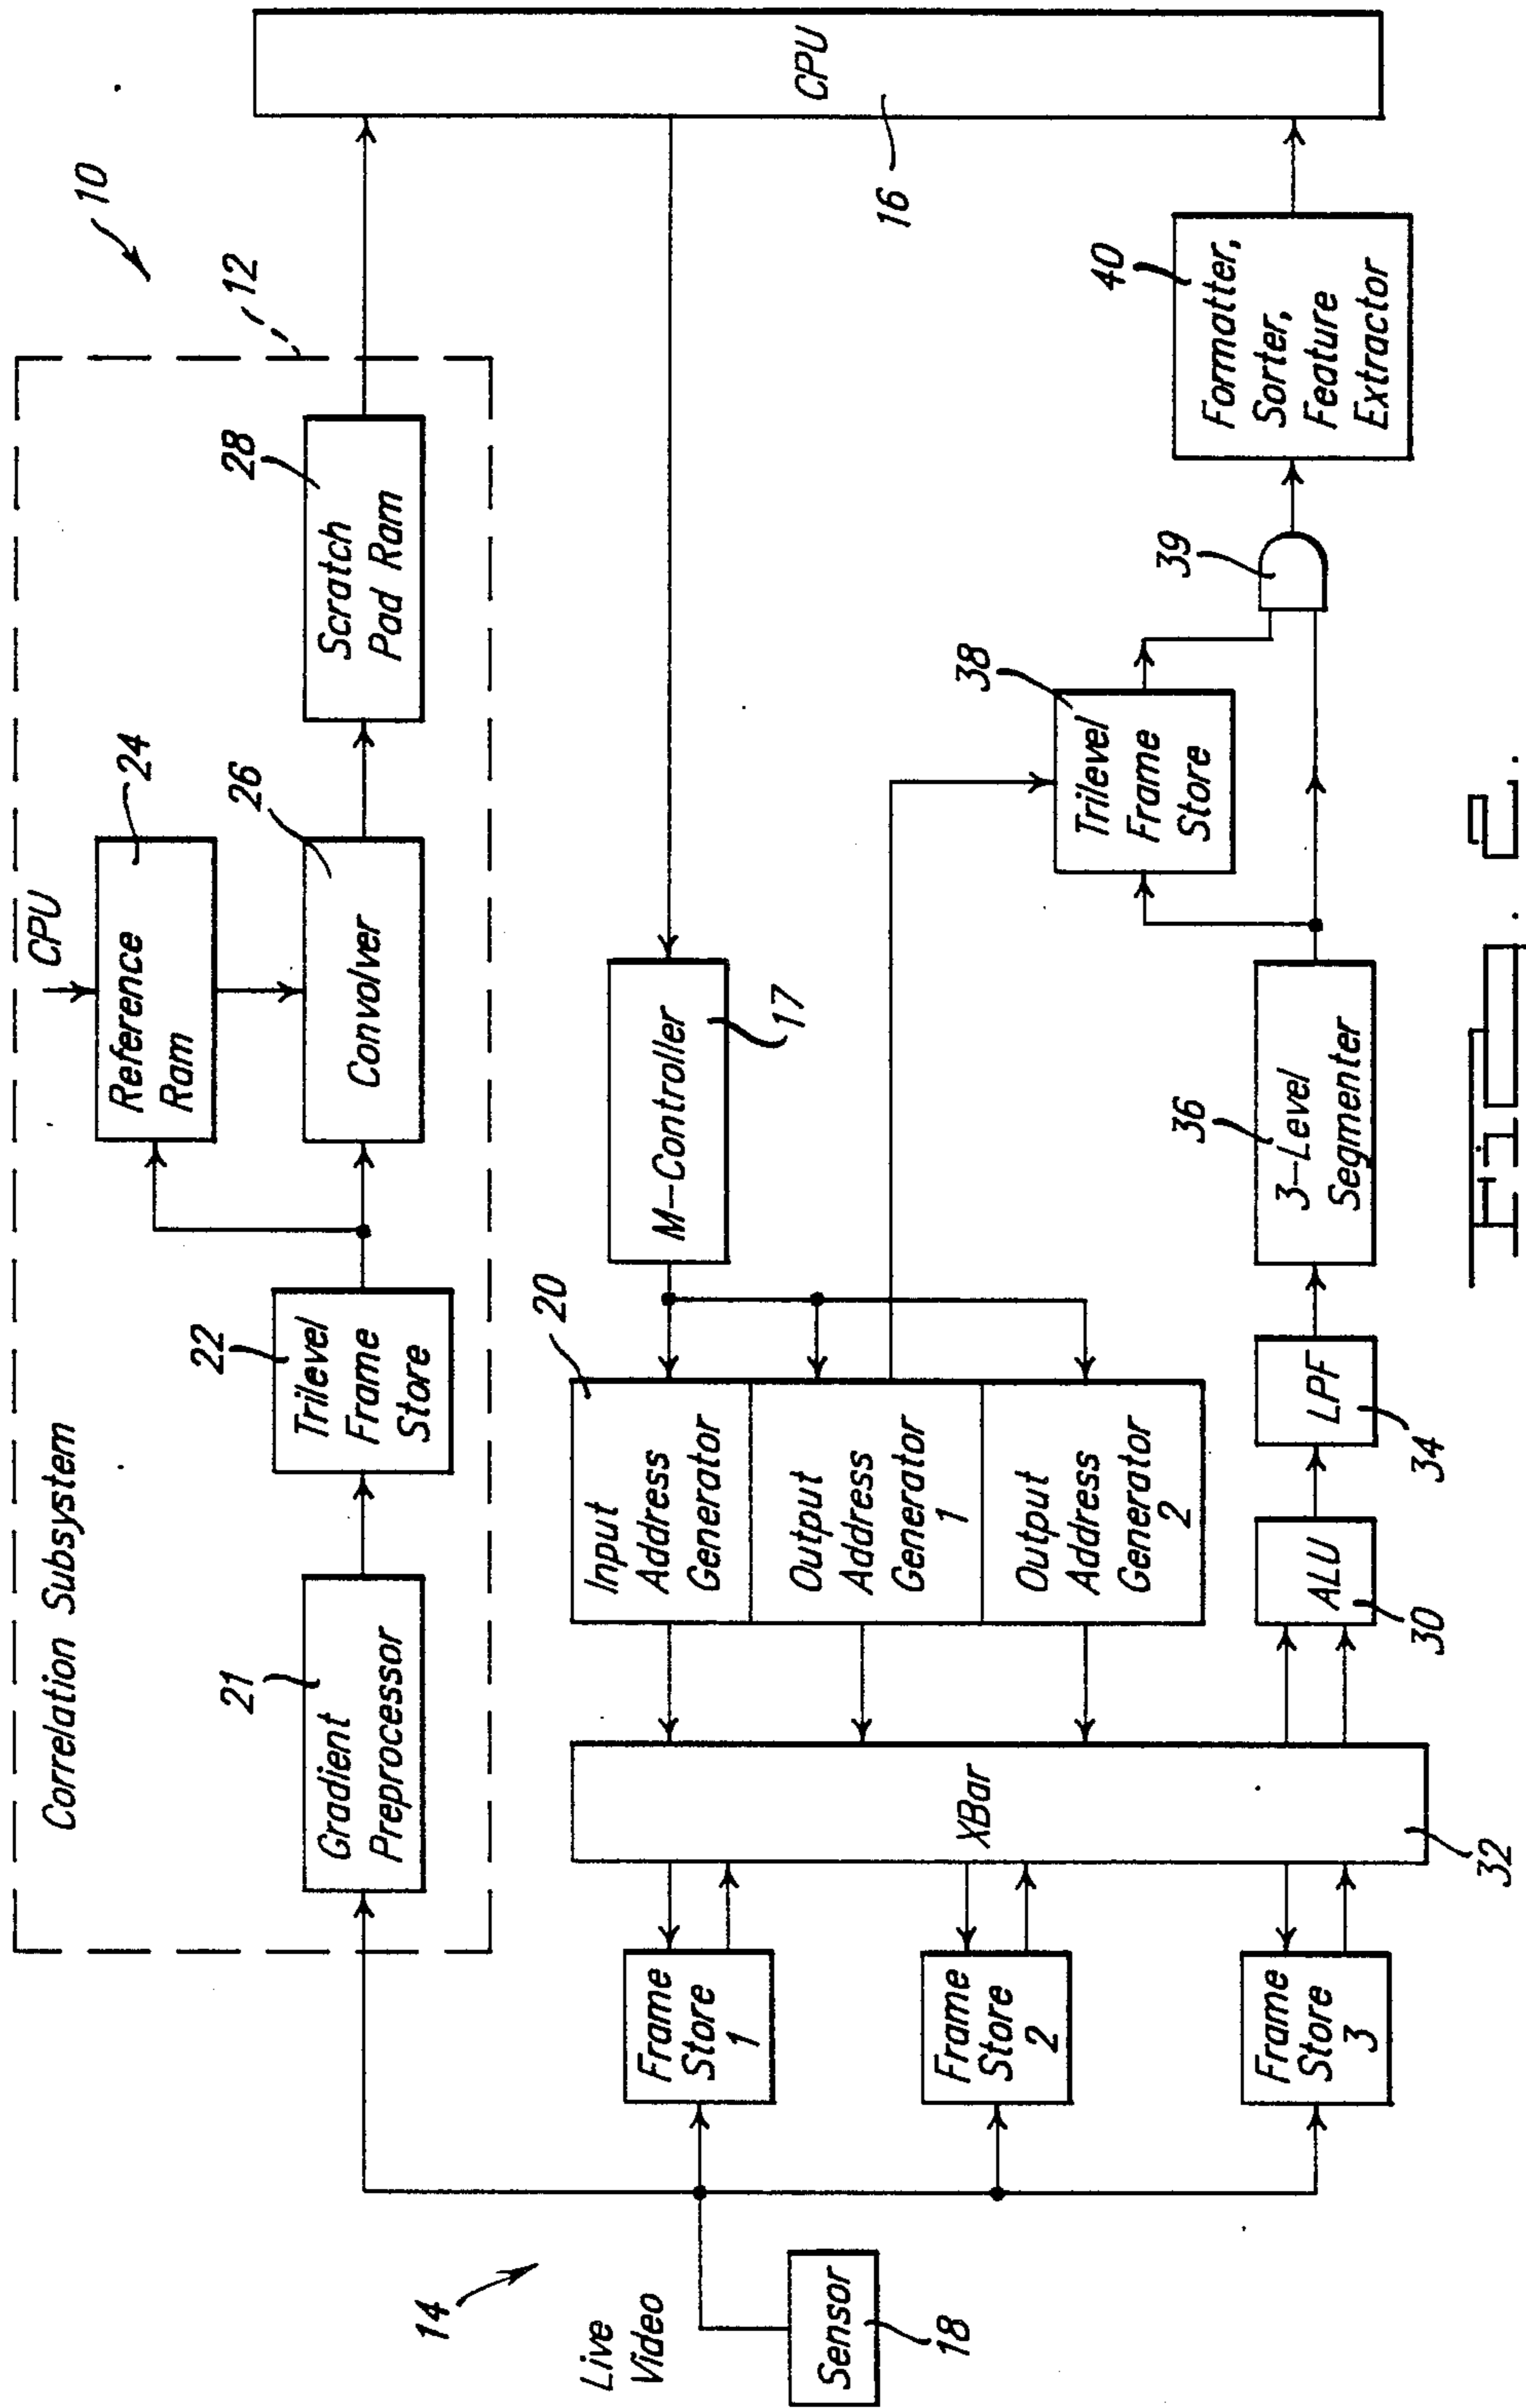 10
12
Correlation Subsystem
CPU
24
Reference
Ram
21
Gradient
Preprocessor
22
Trilevel
Frame
Store
26
Convolver
28
Scratch
Pad Ram
CPU
16
14
Live
Video
Sensor
18
Frame
Store
1
Frame
Store
2
Frame
Store
3
XBar
32
20
Input
Address
Generator
Output
Address
Generator
1
Output
Address
Generator
2
M-Controller
17
38
Trilevel
Frame
Store
ALU
30
LPF
34
36
3-Level
Segmenter
39
40
Formatter,
Sorter,
Feature
Extractor
Fig. 2.